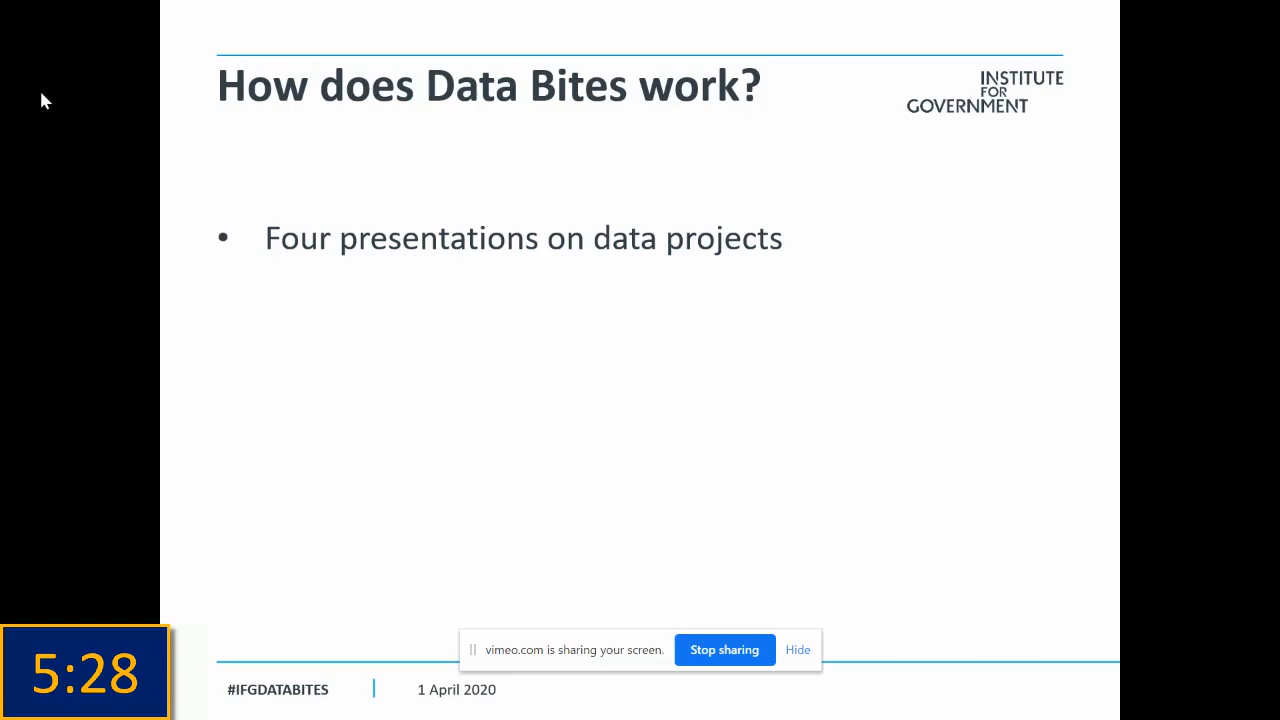 How does Data Bites work?
INSTITUTE
FOR
GOVERNMENT
• Four presentations on data projects
vimeo.com is sharing your screen.
Stop sharing
Hide
5:28
#IFGDATABITES
1 April 2020